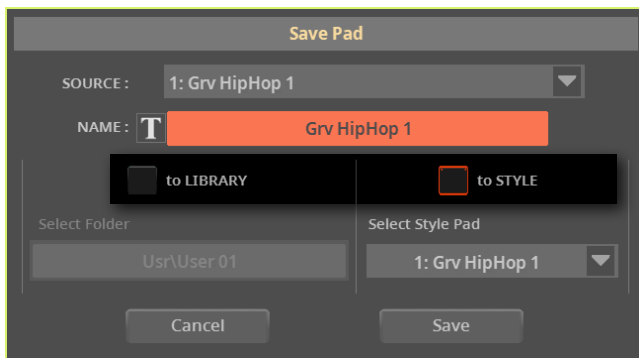 Save Pad
SOURCE: 1: Grv HipHop 1
NAME: T Grv HipHop 1
to LIBRARY to STYLE
Select Folder Select Style Pad
Usr\User 01 1: Grv HipHop 1
Cancel Save